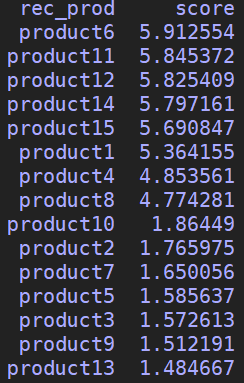 rec_prod score
product6 5.912554
product11 5.845372
product12 5.825409
product14 5.797161
product15 5.690847
product1 5.364155
product4 4.853561
product8 4.774281
product10 1.86449
product2 1.765975
product7 1.650056
product5 1.585637
product3 1.572613
product9 1.512191
product13 1.484667